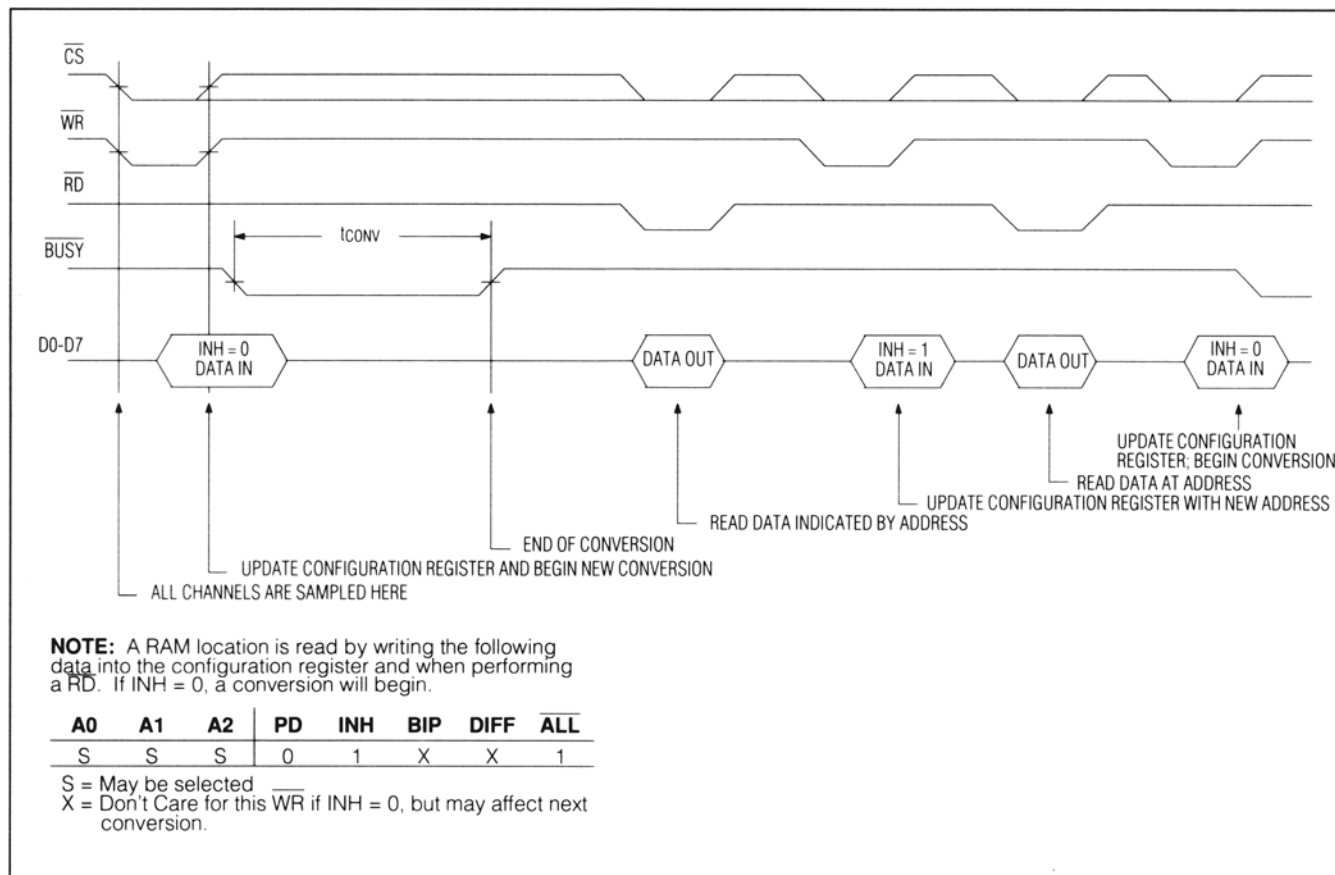 CS
WR
RD
tCONV
BUSY
D0-D7
INH = 0
DATA IN
DATA OUT
INH = 1
DATA IN
DATA OUT
INH = 0
DATA IN
UPDATE CONFIGURATION
REGISTER; BEGIN CONVERSION
READ DATA AT ADDRESS
UPDATE CONFIGURATION REGISTER WITH NEW ADDRESS
READ DATA INDICATED BY ADDRESS
END OF CONVERSION
UPDATE CONFIGURATION REGISTER AND BEGIN NEW CONVERSION
ALL CHANNELS ARE SAMPLED HERE
NOTE: A RAM location is read by writing the following
data into the configuration register and when performing
a RD. If INH = 0, a conversion will begin.
A0 A1 A2 PD INH BIP DIFF ALL
S S S 0 1 X X 1
S = May be selected
X = Don't Care for this WR if INH = 0, but may affect next
conversion.